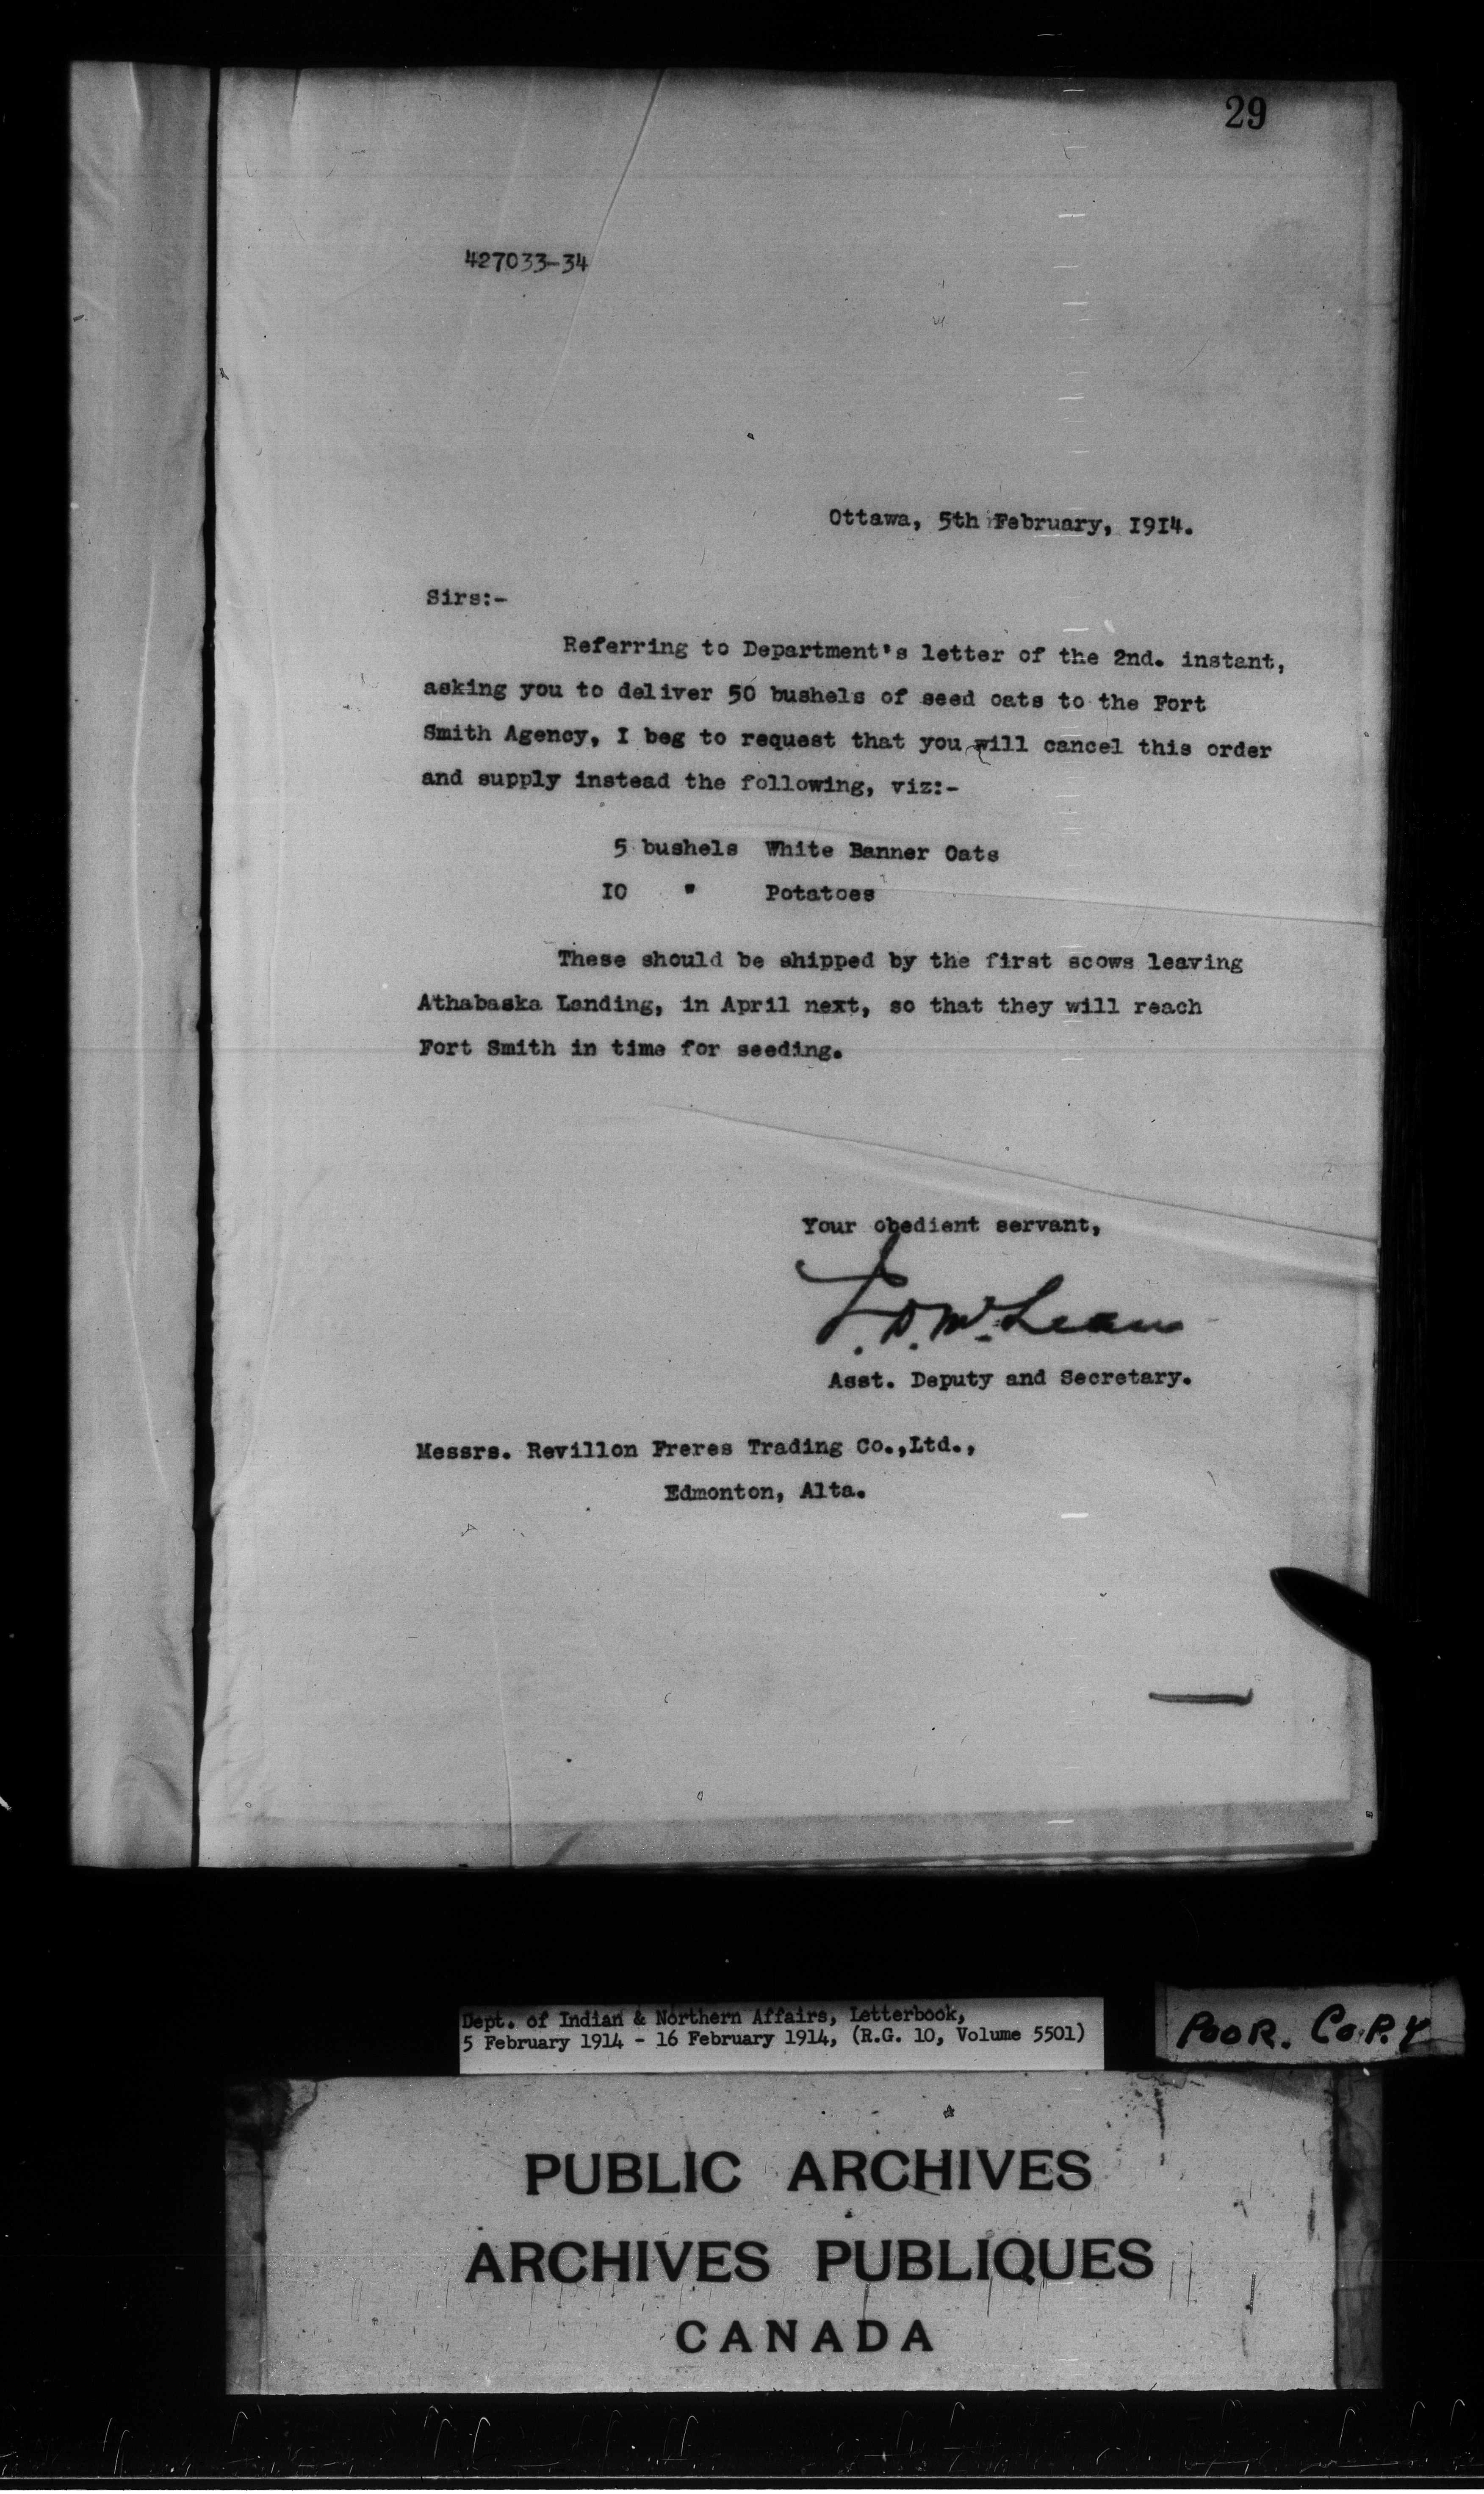 29
427033-34
Ottawa, 5th February, 1914.
Sirs:-
Referring to Department's letter of the 2nd. instant,
asking you to deliver 50 bushels of seed oats to the Fort
Smith Agency, I beg to request that you will cancel this order
and supply instead the following, viz:-
5 bushels White Banner Oats
10 " Potatoes
These should be shipped by the first scows leaving
Athabaska Landing, in April next, so that they will reach
Fort Smith in time for seeding.
Your obedient servant,
J. D. McLean
Asst. Deputy and Secretary.
Messrs. Revillon Freres Trading Co.,Ltd.,
Edmonton, Alta.
Dept. of Indian & Northern Affairs, Letterbook,
5 February 1914 - 16 February 1914, (R.G. 10, Volume 5501)
POOR. COPY
PUBLIC ARCHIVES
ARCHIVES PUBLIQUES
CANADA